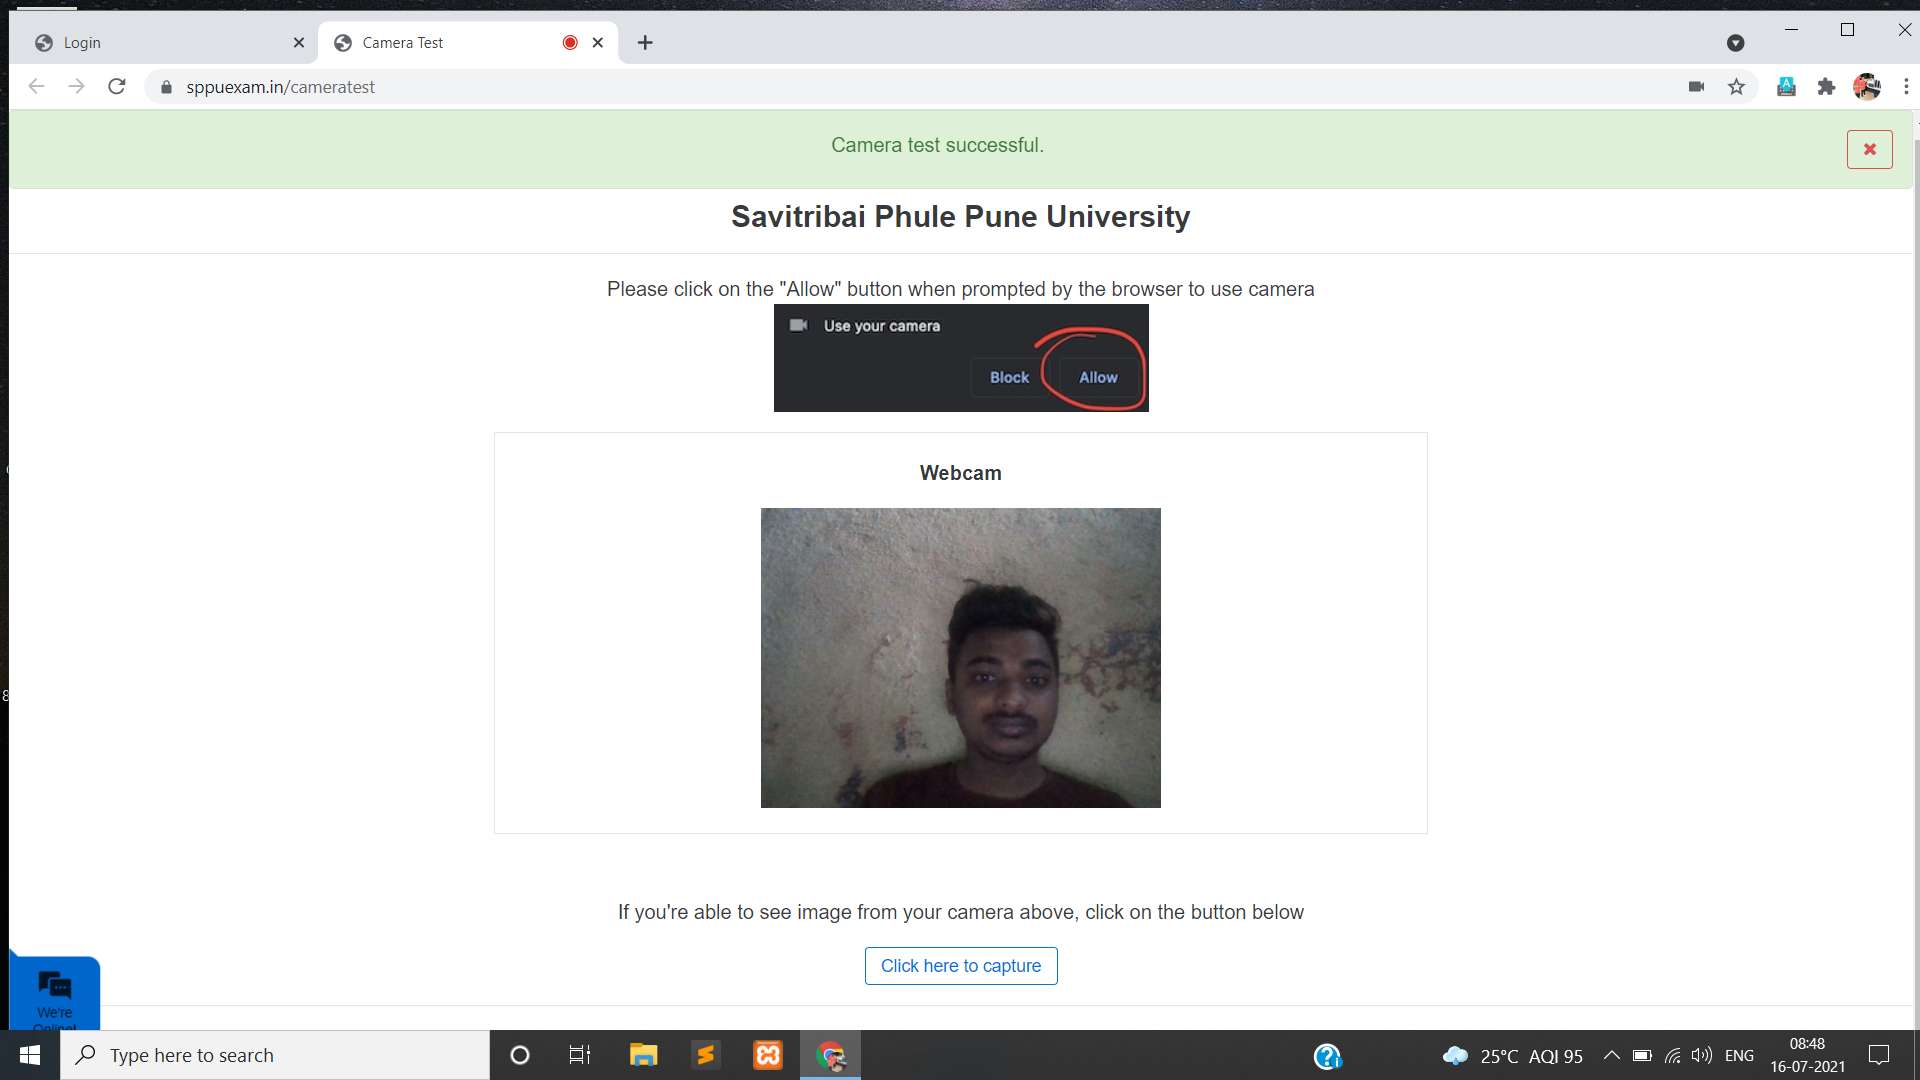 Login
Camera Test
sppuexam.in/cameratest
Camera test successful.
Savitribai Phule Pune University
Please click on the "Allow" button when prompted by the browser to use camera
Use your camera
Block
Allow
Webcam
If you're able to see image from your camera above, click on the button below
Click here to capture
We're
Online!
Type here to search
25°C AQI 95
ENG
08:48
16-07-2021